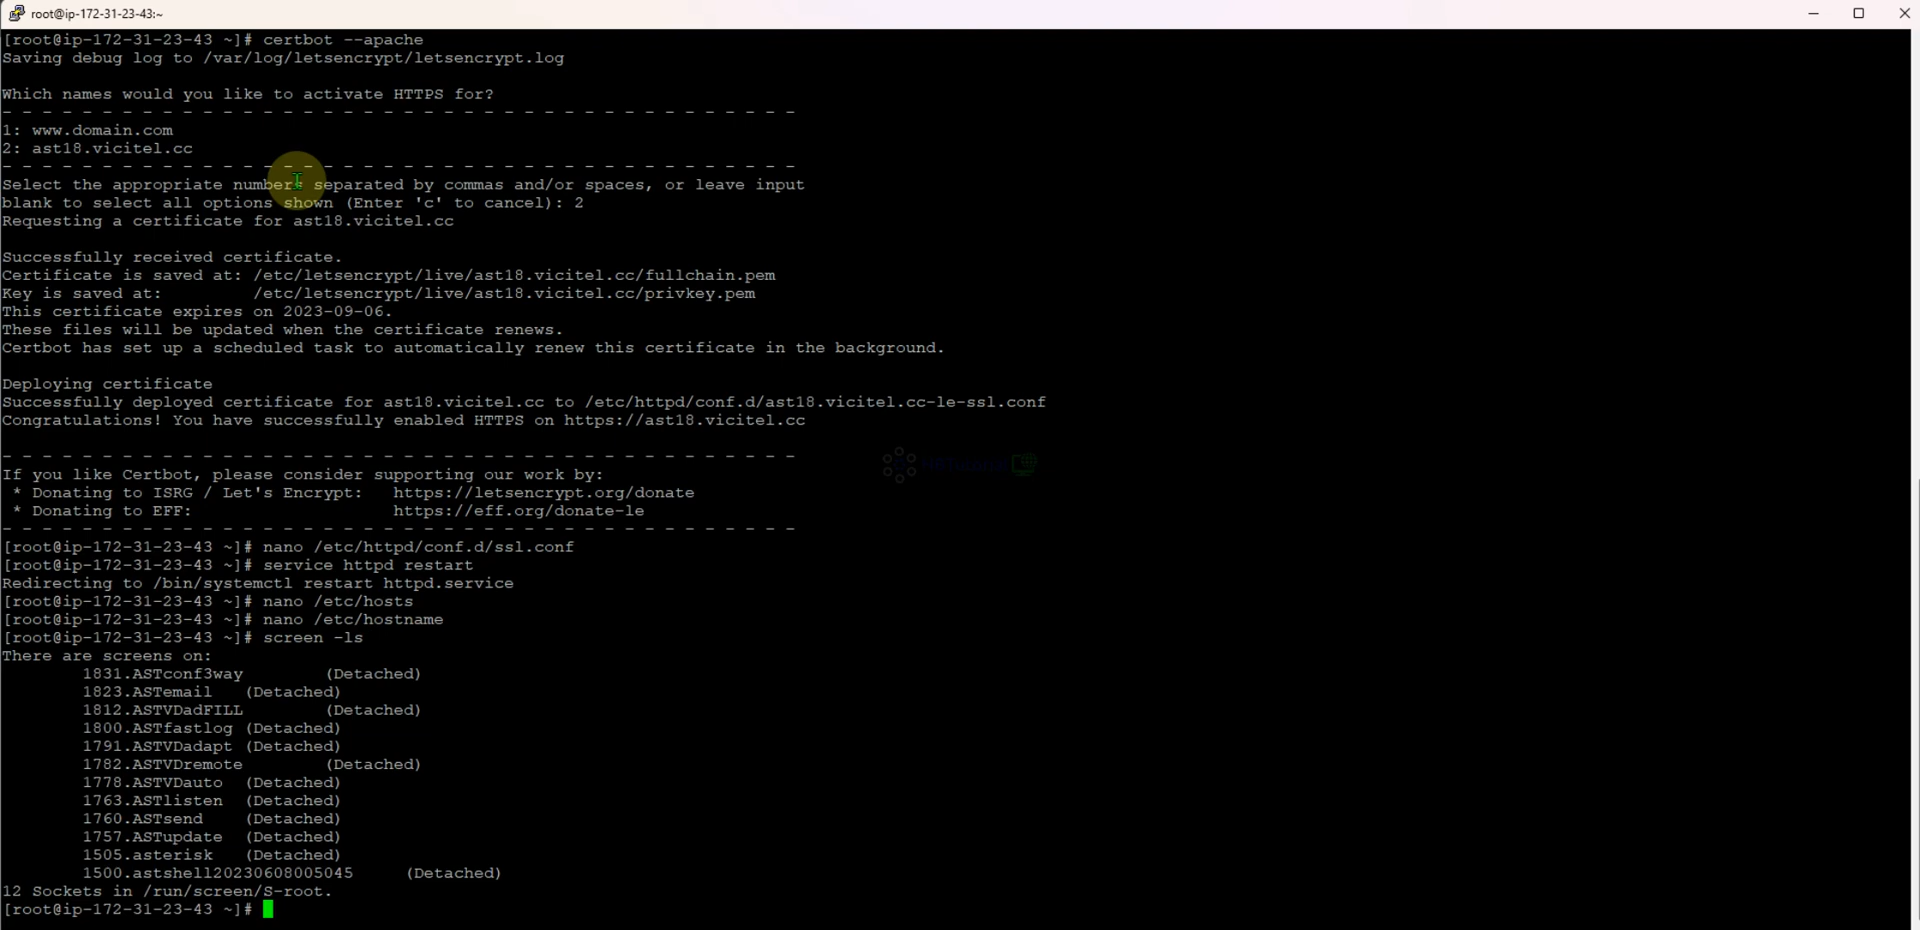 root@ip-172-31-23-43:~
[root@ip-172-31-23-43 ~]# certbot --apache
Saving debug log to /var/log/letsencrypt/letsencrypt.log
Which names would you like to activate HTTPS for?
- - - - - - - - - - - - - - - - - - - - - - - - - - - - - - - - - - - - - - - -
1: www.domain.com
2: ast18.vicitel.cc
- - - - - - - - - - - - - - - - - - - - - - - - - - - - - - - - - - - - - - - -
Select the appropriate numbers separated by commas and/or spaces, or leave input
blank to select all options shown (Enter 'c' to cancel): 2
Requesting a certificate for ast18.vicitel.cc
Successfully received certificate.
Certificate is saved at: /etc/letsencrypt/live/ast18.vicitel.cc/fullchain.pem
Key is saved at:         /etc/letsencrypt/live/ast18.vicitel.cc/privkey.pem
This certificate expires on 2023-09-06.
These files will be updated when the certificate renews.
Certbot has set up a scheduled task to automatically renew this certificate in the background.
Deploying certificate
Successfully deployed certificate for ast18.vicitel.cc to /etc/httpd/conf.d/ast18.vicitel.cc-le-ssl.conf
Congratulations! You have successfully enabled HTTPS on https://ast18.vicitel.cc
- - - - - - - - - - - - - - - - - - - - - - - - - - - - - - - - - - - - - - - -
If you like Certbot, please consider supporting our work by:
 * Donating to ISRG / Let's Encrypt:   https://letsencrypt.org/donate
 * Donating to EFF:                    https://eff.org/donate-le
- - - - - - - - - - - - - - - - - - - - - - - - - - - - - - - - - - - - - - - -
[root@ip-172-31-23-43 ~]# nano /etc/httpd/conf.d/ssl.conf
[root@ip-172-31-23-43 ~]# service httpd restart
Redirecting to /bin/systemctl restart httpd.service
[root@ip-172-31-23-43 ~]# nano /etc/hosts
[root@ip-172-31-23-43 ~]# nano /etc/hostname
[root@ip-172-31-23-43 ~]# screen -ls
There are screens on:
        1831.ASTconf3way        (Detached)
        1823.ASTemail   (Detached)
        1812.ASTVDadFILL        (Detached)
        1800.ASTfastlog (Detached)
        1791.ASTVDadapt (Detached)
        1782.ASTVDremote        (Detached)
        1778.ASTVDauto  (Detached)
        1763.ASTlisten  (Detached)
        1760.ASTsend    (Detached)
        1757.ASTupdate  (Detached)
        1505.asterisk   (Detached)
        1500.astshell20230608005045     (Detached)
12 Sockets in /run/screen/S-root.
[root@ip-172-31-23-43 ~]#